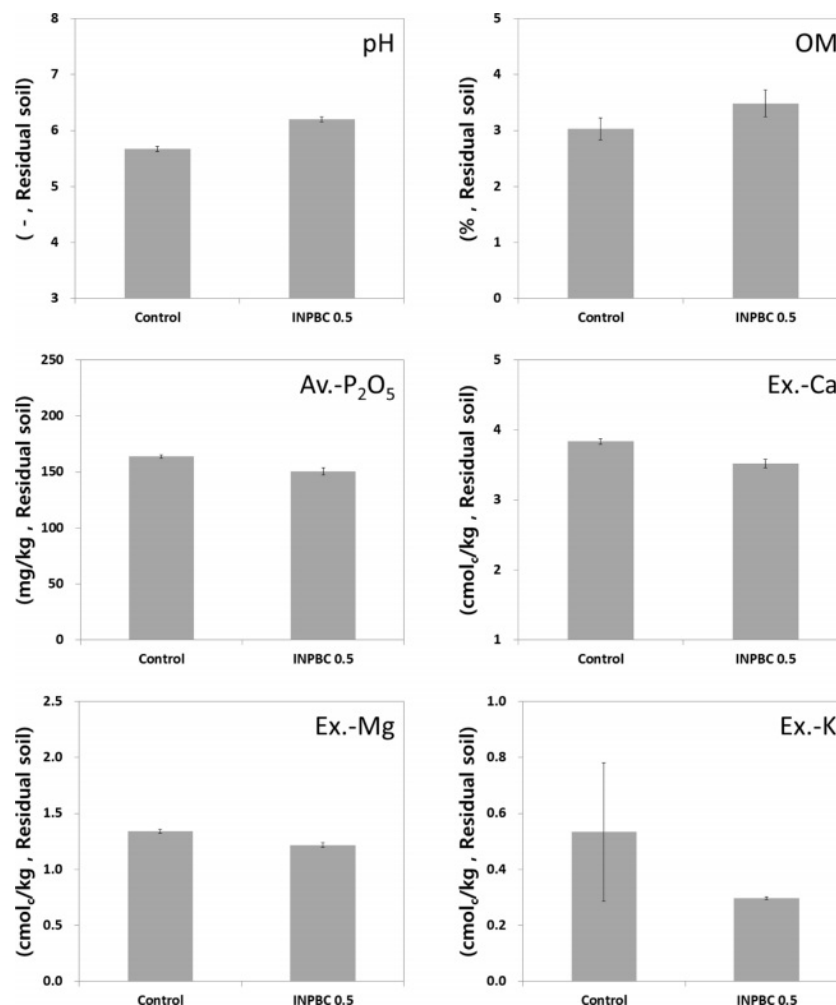 pH
8
7
6
5
4
3
( - , Residual soil)
Control
INPBC 0.5
OM
5
4
3
2
1
0
(% , Residual soil)
Control
INPBC 0.5
Av.-P₂O₅
250
200
150
100
50
0
(mg/kg , Residual soil)
Control
INPBC 0.5
Ex.-Ca
5
4
3
2
1
(cmolc/kg , Residual soil)
Control
INPBC 0.5
Ex.-Mg
2.5
2.0
1.5
1.0
0.5
0.0
(cmolc/kg , Residual soil)
Control
INPBC 0.5
Ex.-K
1.0
0.8
0.6
0.4
0.2
0.0
(cmolc/kg , Residual soil)
Control
INPBC 0.5